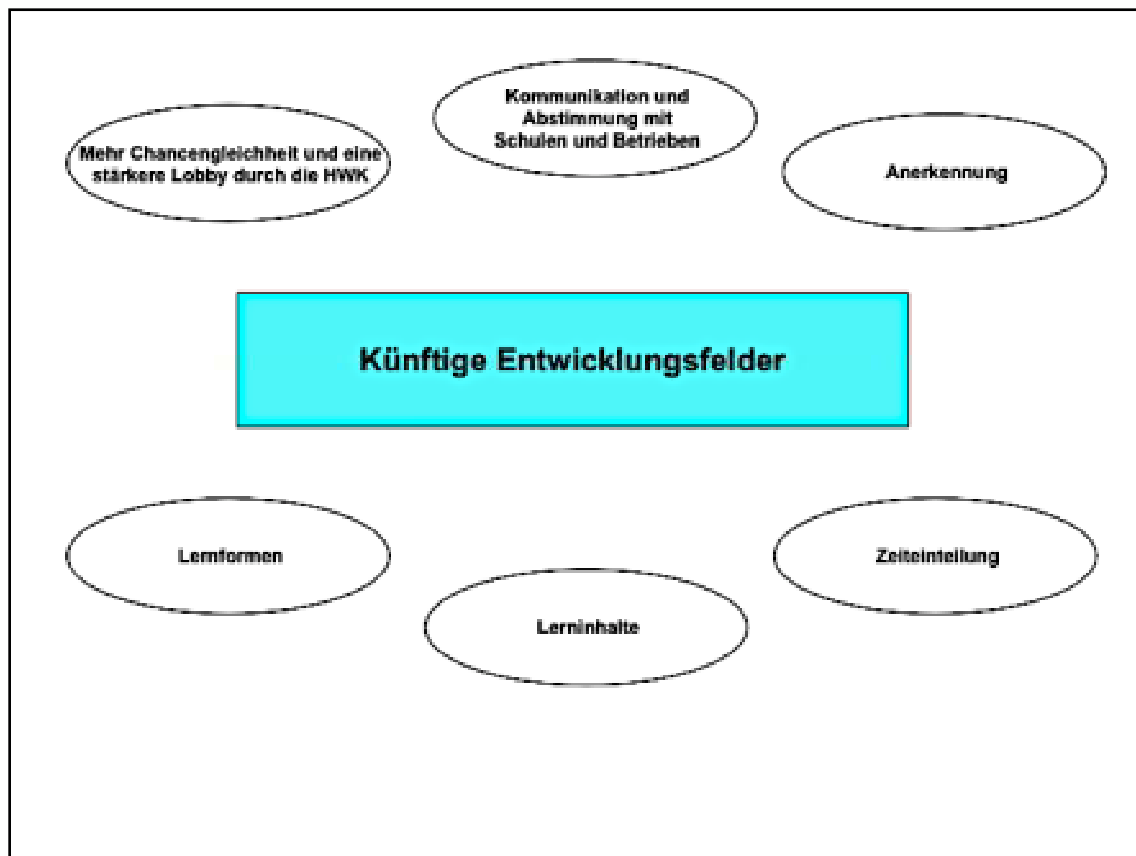 Kommunikation und
Abstimmung mit
Schulen und Betrieben
Mehr Chancengleichheit und eine
stärkere Lobby durch die HWK
Anerkennung
Künftige Entwicklungsfelder
Lernformen
Zeiteinteilung
Lerninhalte